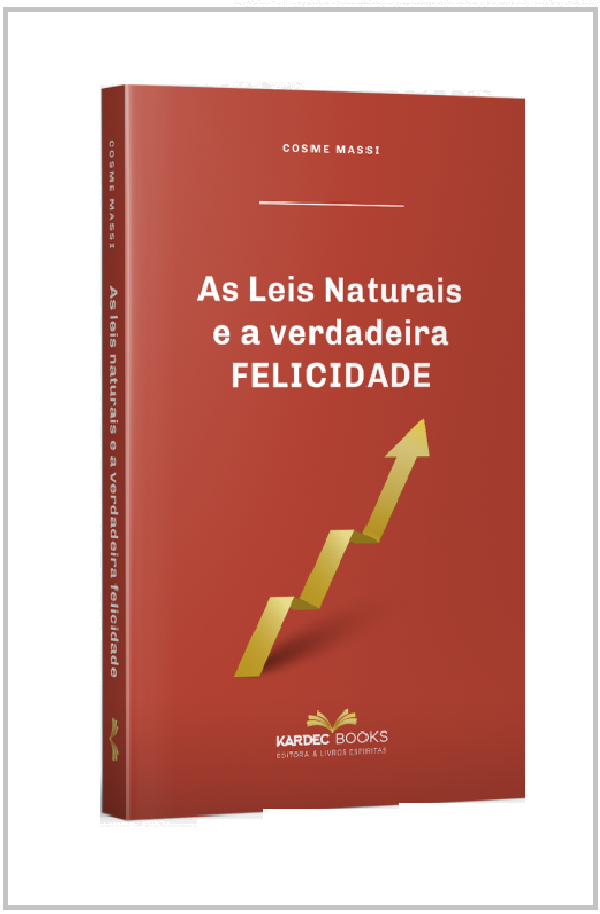 COSME MASSI
As Leis Naturais
e a verdadeira
FELICIDADE
KARDEC BOOKS
EDITORA & LIVROS ESPÍRITAS
COSME MASSI
As leis naturais e a verdadeira felicidade